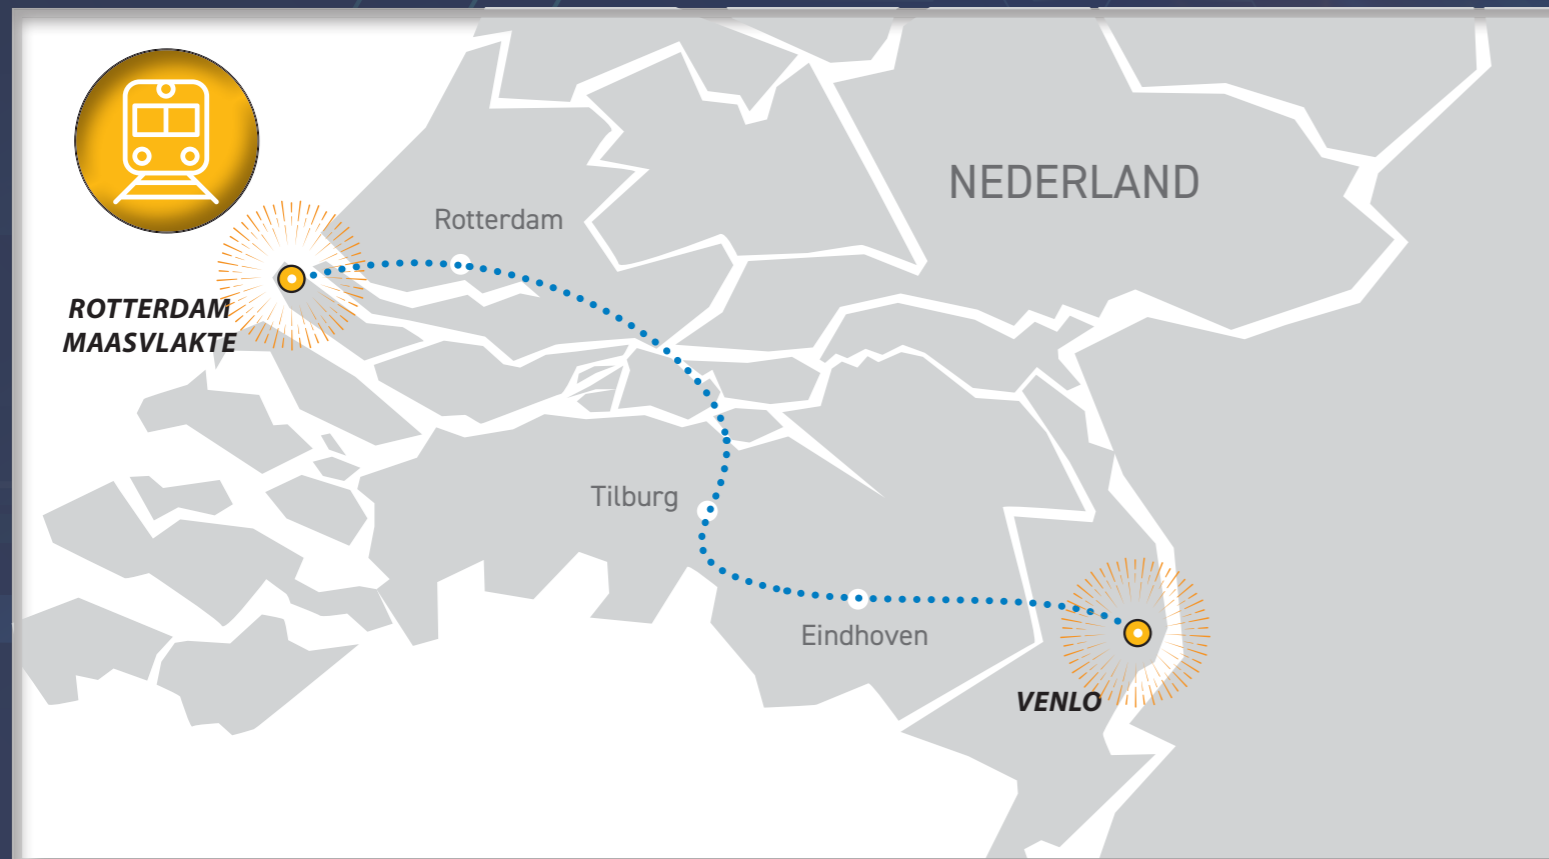 NEDERLAND
Rotterdam
ROTTERDAM
MAASVLAKTE
Tilburg
Eindhoven
VENLO